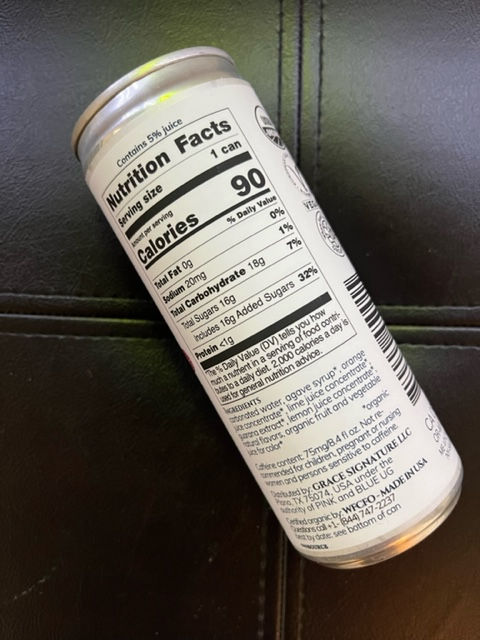 Contains 5% juice
Nutrition Facts
Serving size 1 can
Amount per serving
Calories 90
% Daily Value
Total Fat 0g 0%
Sodium 20mg 1%
Total Carbohydrate 18g 7%
Total Sugars 16g
Includes 16g Added Sugars 32%
Protein <1g
*The % Daily Value (DV) tells you how
much a nutrient in a serving of food contri-
butes to a daily diet. 2,000 calories a day is
used for general nutrition advice.
INGREDIENTS
carbonated water, agave syrup*, orange
juice concentrate*, lime juice concentrate*,
guarana extract*, lemon juice concentrate*,
natural flavors, organic fruit and vegetable
juice for color*
*organic
Caffeine content: 75mg/8.4 fl oz. Not re-
commended for children, pregnant or nursing
women and persons sensitive to caffeine.
Distributed by: GRACE SIGNATURE LLC
Plano, TX 75074, USA under the
authority of PINK and BLUE UG
Certified organic by: WFCFO - MADE IN USA
Questions call +1- (844) 747-2237
best by date: see bottom of can